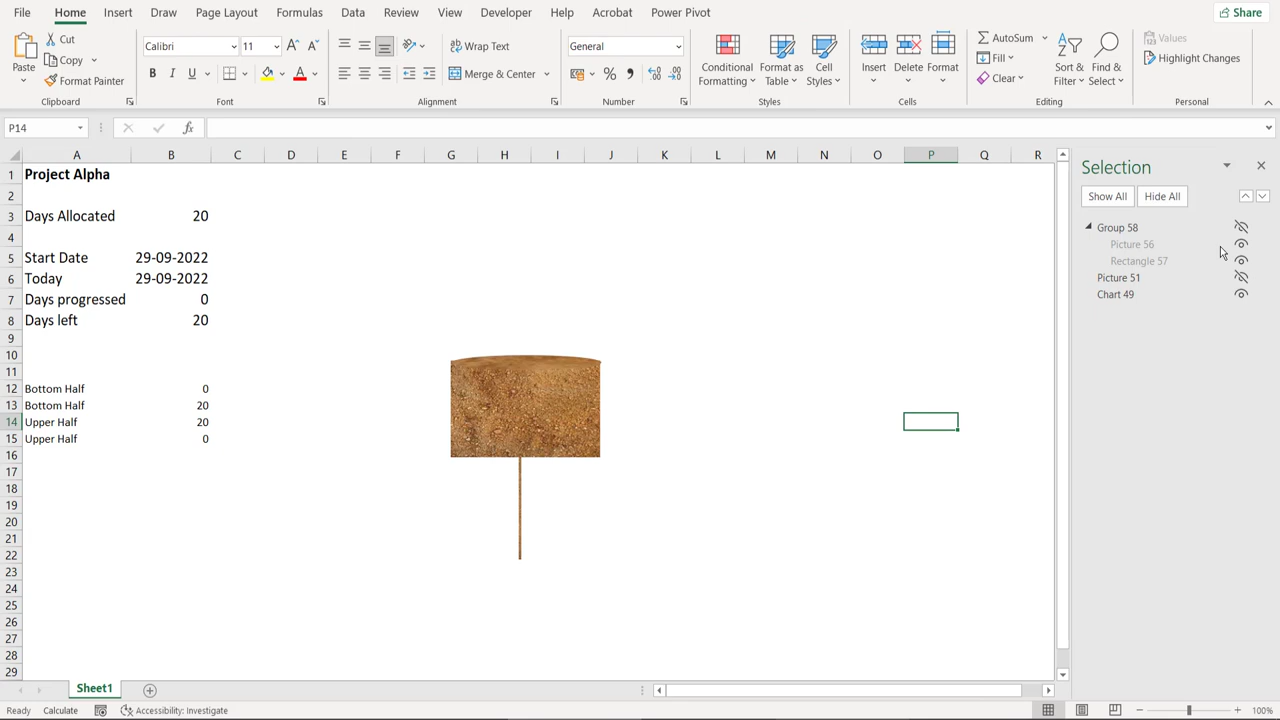 File Home Insert Draw Page Layout Formulas Data Review View Developer Help Acrobat Power Pivot Share
Paste Cut Copy Format Painter Clipboard
Calibri 11 A A B I U A Font
Wrap Text Merge & Center Alignment
General % , Number
Conditional Formatting Format as Table Cell Styles Styles
Insert Delete Format Cells
AutoSum Fill Clear Sort & Filter Find & Select Editing
Values Highlight Changes Personal
P14 fx
A B C D E F G H I J K L M N O P Q R
1 Project Alpha
2
3 Days Allocated 20
4
5 Start Date 29-09-2022
6 Today 29-09-2022
7 Days progressed 0
8 Days left 20
9
10
11
12 Bottom Half 0
13 Bottom Half 20
14 Upper Half 20
15 Upper Half 0
16
17
18
19
20
21
22
23
24
25
26
27
28
29
Selection
Show All Hide All
Group 58
Picture 56
Rectangle 57
Picture 51
Chart 49
Sheet1
Ready Calculate Accessibility: Investigate 100%